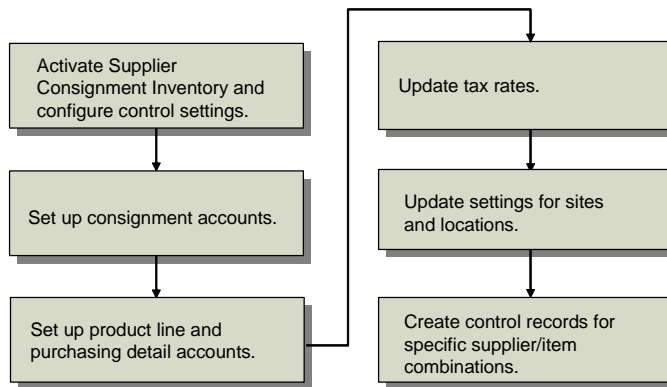 Activate Supplier
Consignment Inventory and
configure control settings.
Set up consignment accounts.
Set up product line and
purchasing detail accounts.
Update tax rates.
Update settings for sites
and locations.
Create control records for
specific supplier/item
combinations.